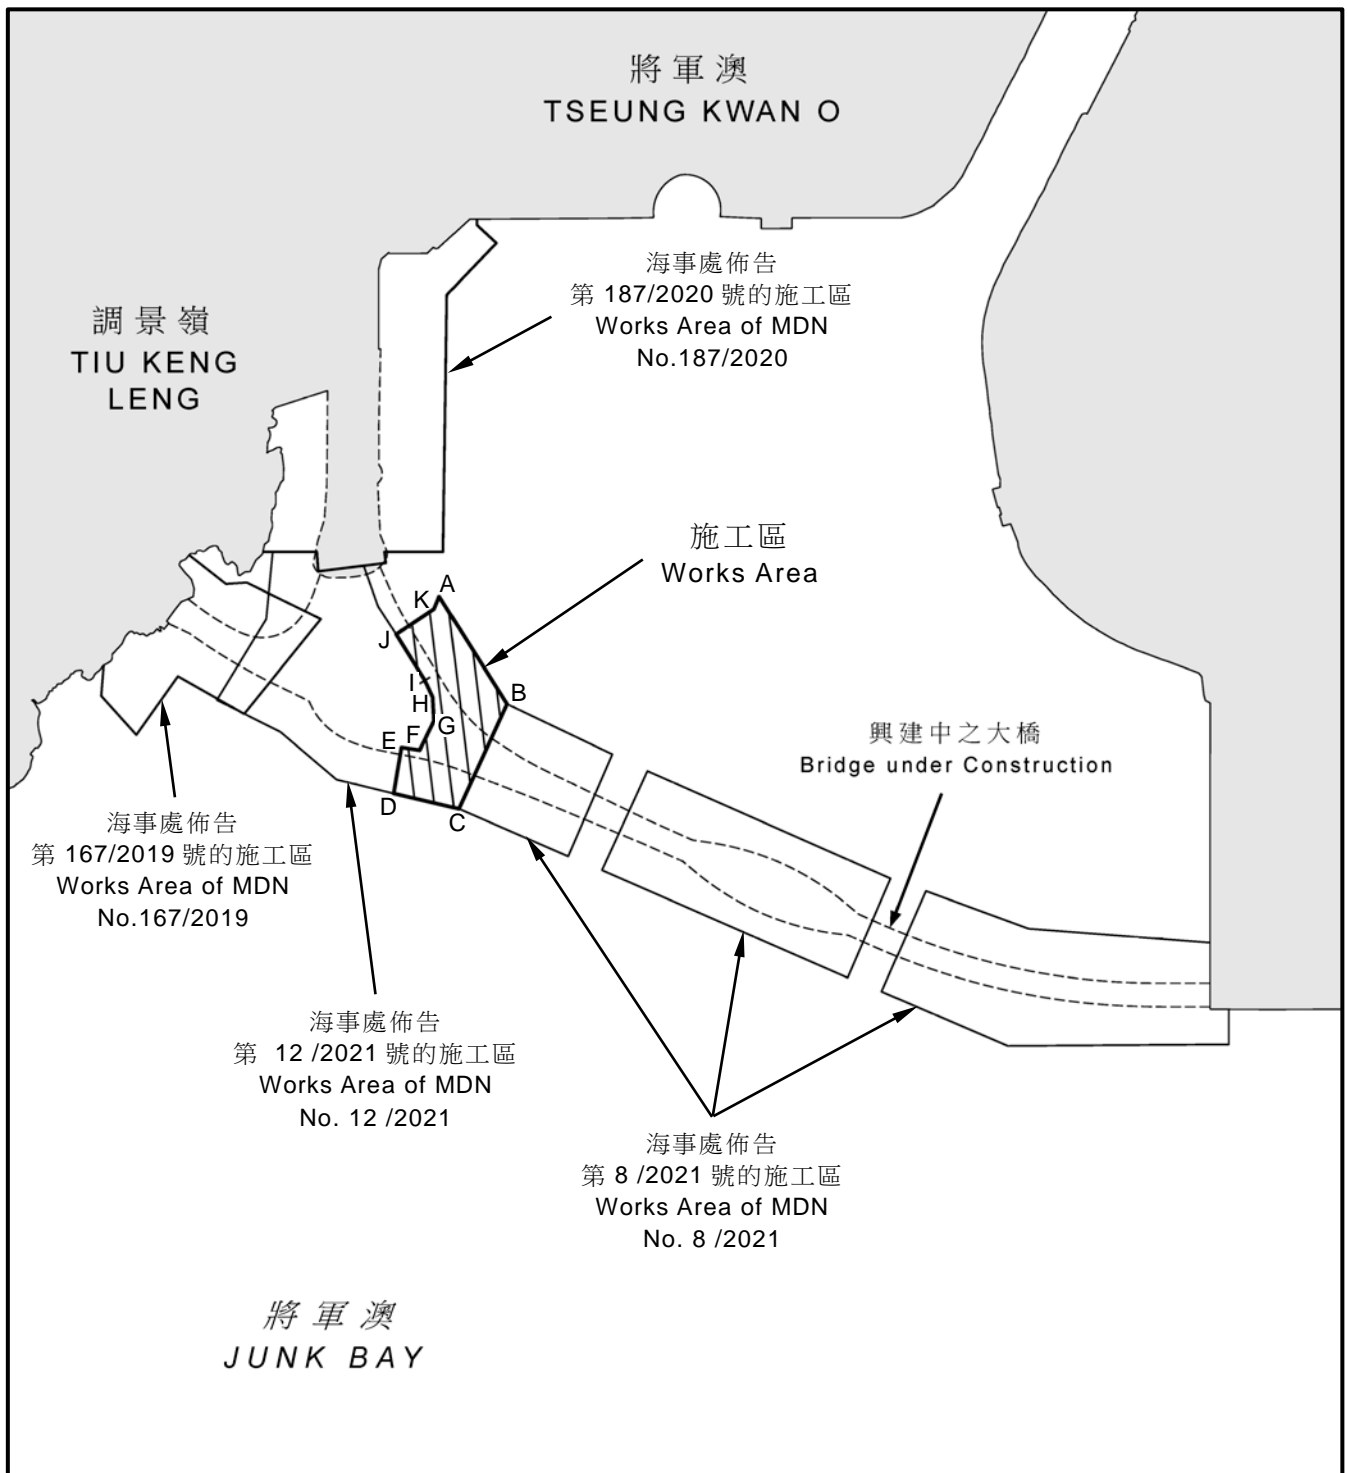 將軍澳
TSEUNG KWAN O
海事處佈告
第 187/2020 號的施工區
Works Area of MDN
No.187/2020
調景嶺
TIU KENG
LENG
施工區
Works Area
A
K
J
I
H
B
G
F
E
D
C
興建中之大橋
Bridge under Construction
海事處佈告
第 167/2019 號的施工區
Works Area of MDN
No.167/2019
海事處佈告
第 12 /2021 號的施工區
Works Area of MDN
No. 12 /2021
海事處佈告
第 8 /2021 號的施工區
Works Area of MDN
No. 8 /2021
將軍澳
JUNK BAY